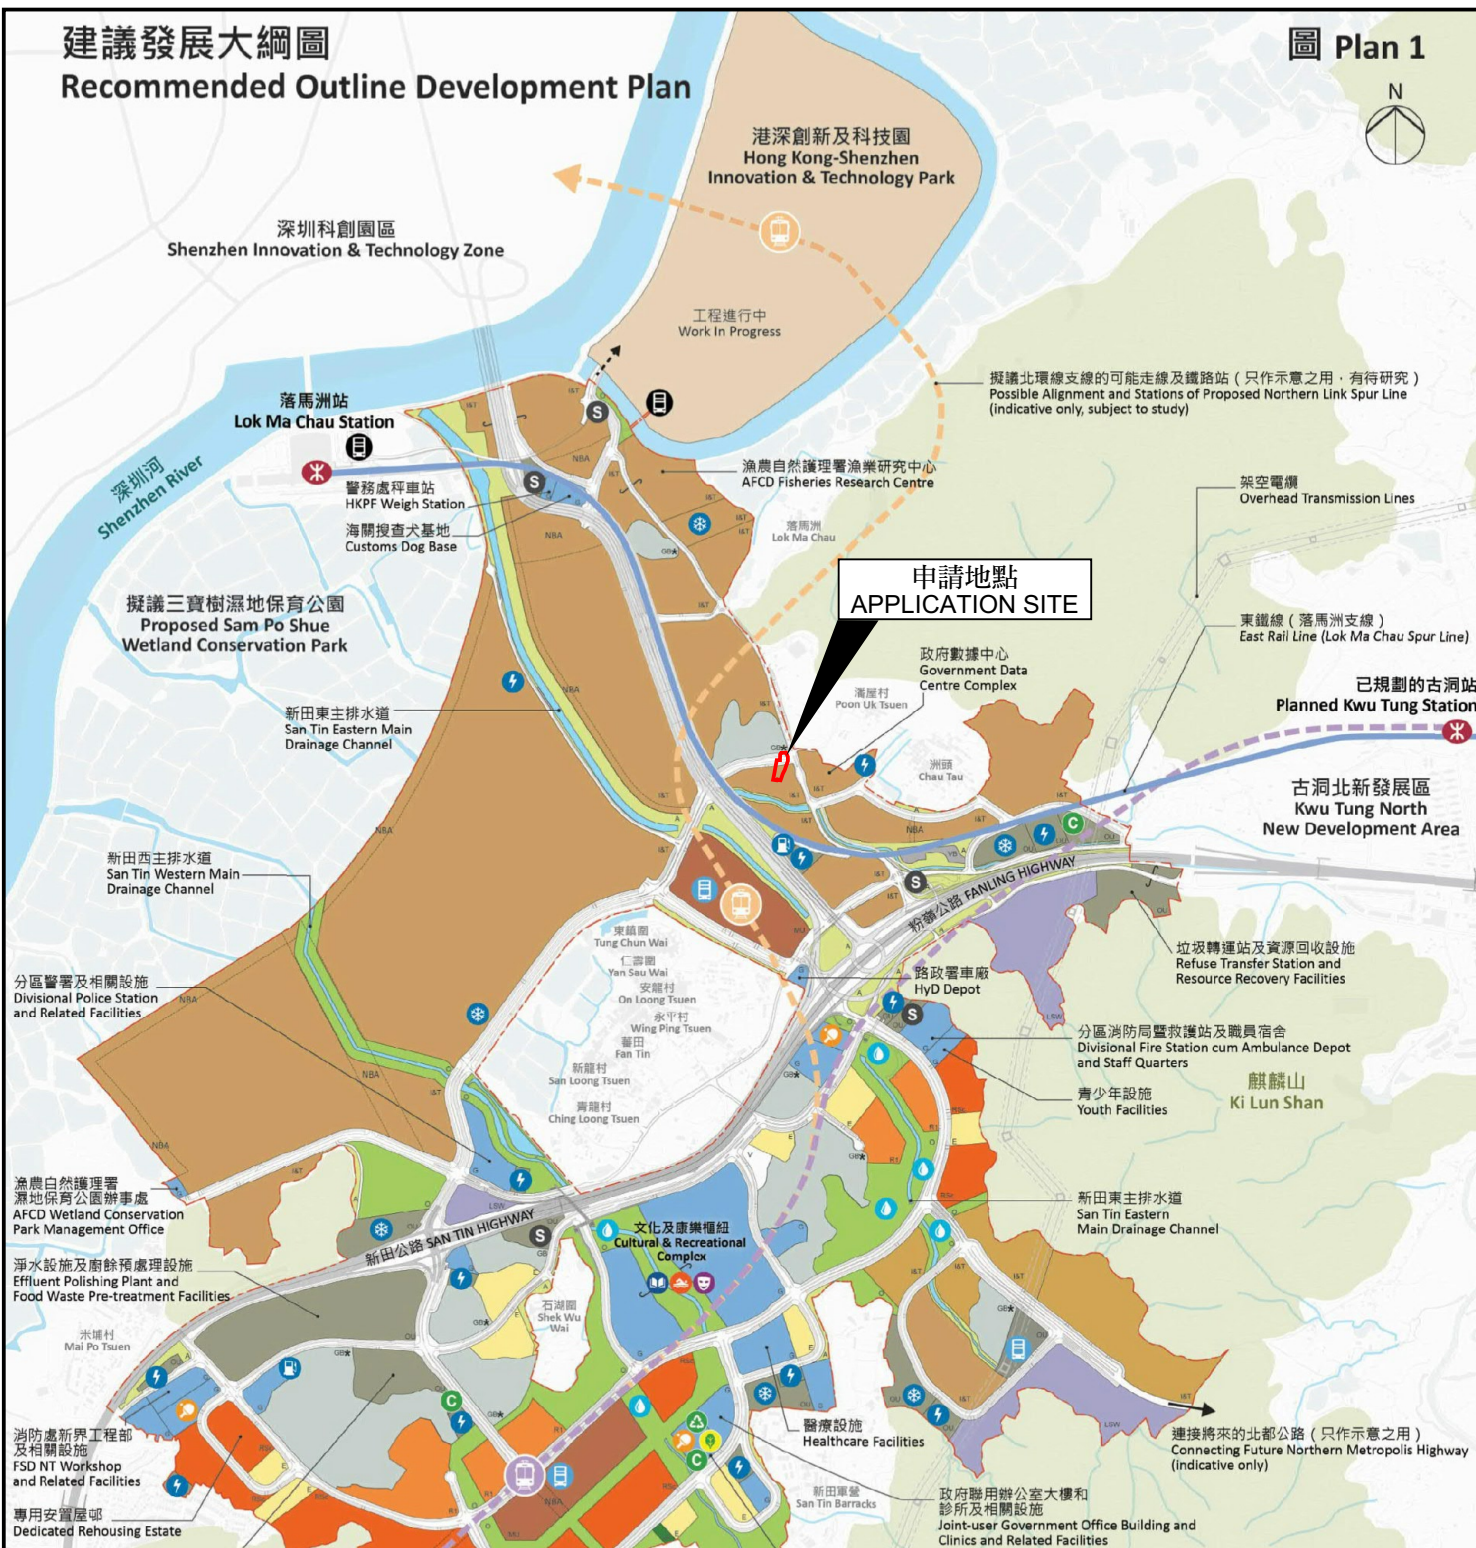 建議發展大綱圖
Recommended Outline Development Plan
圖 Plan 1
N
港深創新及科技園
Hong Kong-Shenzhen
Innovation & Technology Park
深圳科創園區
Shenzhen Innovation & Technology Zone
工程進行中
Work In Progress
擬議北環線支線的可能走線及鐵路站（只作示意之用，有待研究）
Possible Alignment and Stations of Proposed Northern Link Spur Line
(indicative only, subject to study)
落馬洲站
Lok Ma Chau Station
深圳河
Shenzhen River
警務處秤車站
HKPF Weigh Station
海關搜查犬基地
Customs Dog Base
漁農自然護理署漁業研究中心
AFCD Fisheries Research Centre
落馬洲
Lok Ma Chau
架空電纜
Overhead Transmission Lines
申請地點
APPLICATION SITE
擬議三寶樹濕地保育公園
Proposed Sam Po Shue
Wetland Conservation Park
東鐵線（落馬洲支線）
East Rail Line (Lok Ma Chau Spur Line)
政府數據中心
Government Data
Centre Complex
潘屋村
Poon Uk Tsuen
已規劃的古洞站
Planned Kwu Tung Station
新田東主排水道
San Tin Eastern Main
Drainage Channel
洲頭
Chau Tau
古洞北新發展區
Kwu Tung North
New Development Area
新田西主排水道
San Tin Western Main
Drainage Channel
粉嶺公路 FANLING HIGHWAY
東鎮圍
Tung Chun Wai
仁壽圍
Yan Sau Wai
安龍村
On Loong Tsuen
永平村
Wing Ping Tsuen
蕃田
Fan Tin
新龍村
San Loong Tsuen
青龍村
Ching Loong Tsuen
垃圾轉運站及資源回收設施
Refuse Transfer Station and
Resource Recovery Facilities
路政署車廠
HyD Depot
分區警署及相關設施
Divisional Police Station
and Related Facilities
分區消防局暨救護站及職員宿舍
Divisional Fire Station cum Ambulance Depot
and Staff Quarters
麒麟山
Ki Lun Shan
青少年設施
Youth Facilities
漁農自然護理署
濕地保育公園辦事處
AFCD Wetland Conservation
Park Management Office
新田東主排水道
San Tin Eastern
Main Drainage Channel
新田公路 SAN TIN HIGHWAY
文化及康樂樞紐
Cultural & Recreational
Complex
淨水設施及廚餘預處理設施
Effluent Polishing Plant and
Food Waste Pre-treatment Facilities
石湖圍
Shek Wu
Wai
米埔村
Mai Po Tsuen
消防處新界工程部
及相關設施
FSD NT Workshop
and Related Facilities
醫療設施
Healthcare Facilities
連接將來的北都公路（只作示意之用）
Connecting Future Northern Metropolis Highway
(indicative only)
新田軍營
San Tin Barracks
政府聯用辦公室大樓和
診所及相關設施
Joint-user Government Office Building and
Clinics and Related Facilities
專用安置屋邨
Dedicated Rehousing Estate